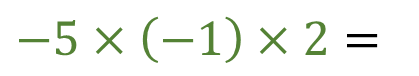 −5 × (−1) × 2 =